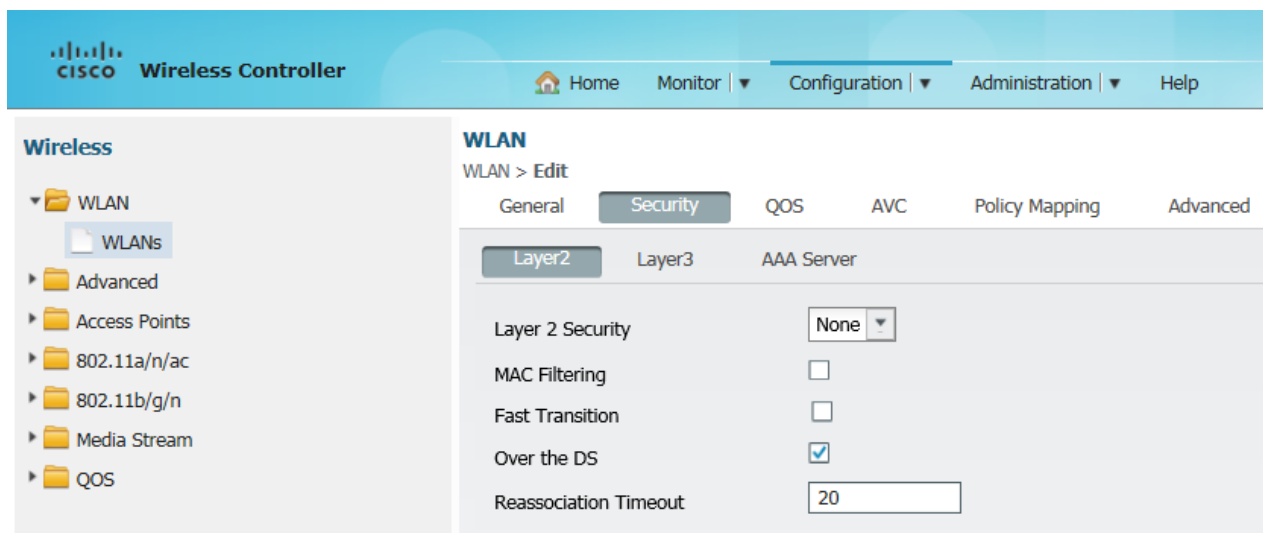 CISCO Wireless Controller
Home Monitor Configuration Administration Help
Wireless
WLAN
WLANs
Advanced
Access Points
802.11a/n/ac
802.11b/g/n
Media Stream
QOS
WLAN
WLAN > Edit
General Security QOS AVC Policy Mapping Advanced
Layer2 Layer3 AAA Server
Layer 2 Security None
MAC Filtering
Fast Transition
Over the DS
Reassociation Timeout 20